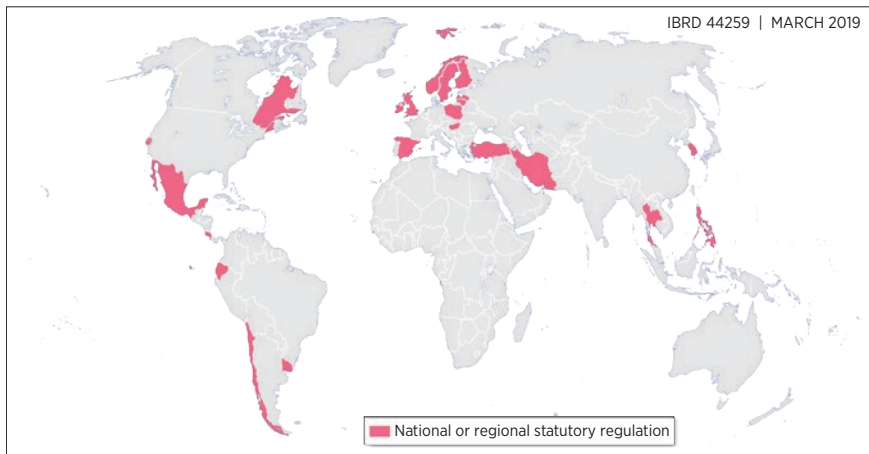 IBRD 44259 | MARCH 2019
National or regional statutory regulation